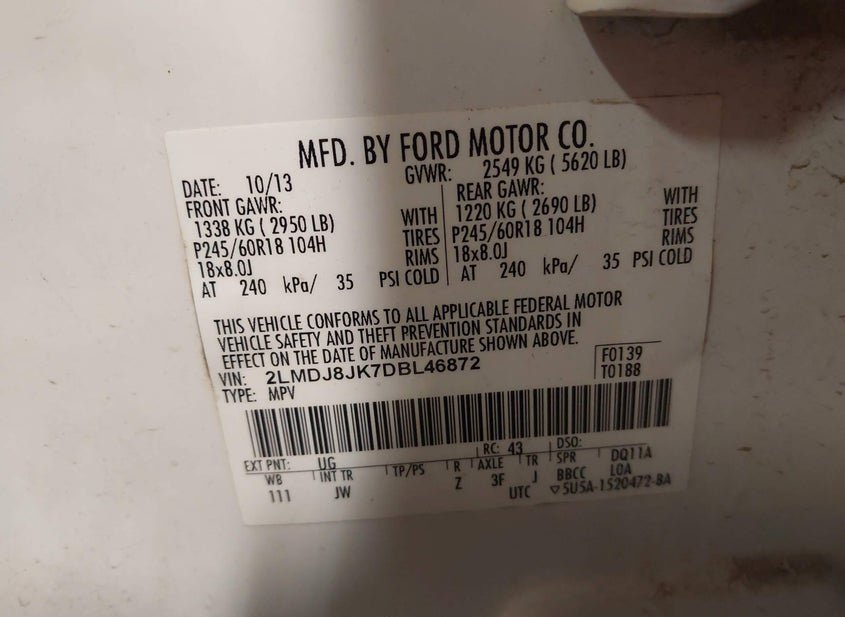 MFD. BY FORD MOTOR CO.
DATE: 10/13 GVWR: 2549 KG ( 5620 LB)
FRONT GAWR: REAR GAWR:
1338 KG ( 2950 LB) WITH 1220 KG ( 2690 LB) WITH
P245/60R18 104H TIRES P245/60R18 104H TIRES
18x8.0J RIMS 18x8.0J RIMS
AT 240 kPa/ 35 PSI COLD AT 240 kPa/ 35 PSI COLD
THIS VEHICLE CONFORMS TO ALL APPLICABLE FEDERAL MOTOR
VEHICLE SAFETY AND THEFT PREVENTION STANDARDS IN
EFFECT ON THE DATE OF MANUFACTURE SHOWN ABOVE.
VIN: 2LMDJ8JK7DBL46872 F0139
TYPE: MPV T0188
EXT PNT: UG RC: 43 DSO:
WB INT TR TP/PS R AXLE TR SPR DQ11A
111 JW Z 3F J BBCC LOA
UTC ▽5U5A-1520472-BA